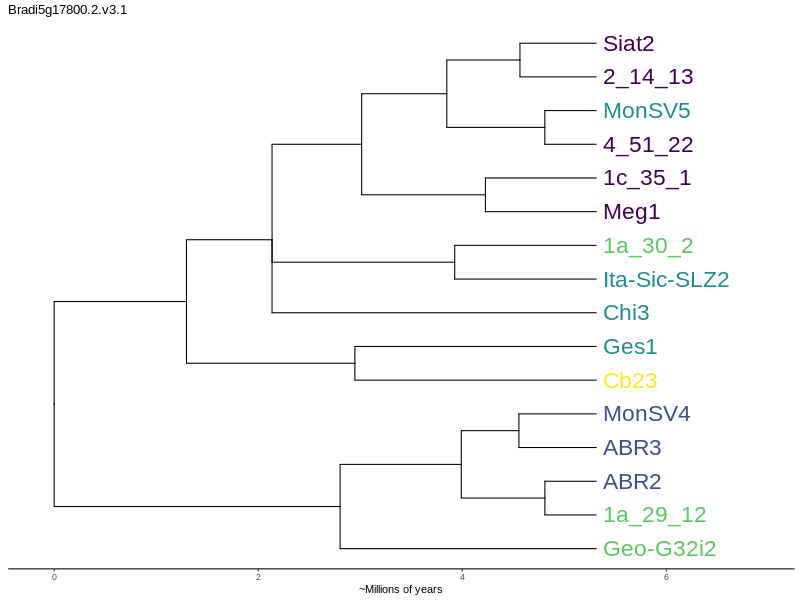 Bradi5g17800.2.v3.1
Siat2
2_14_13
MonSV5
4_51_22
1c_35_1
Meg1
1a_30_2
Ita-Sic-SLZ2
Chi3
Ges1
Cb23
MonSV4
ABR3
ABR2
1a_29_12
Geo-G32i2
0 2 4 6
~Millions of years